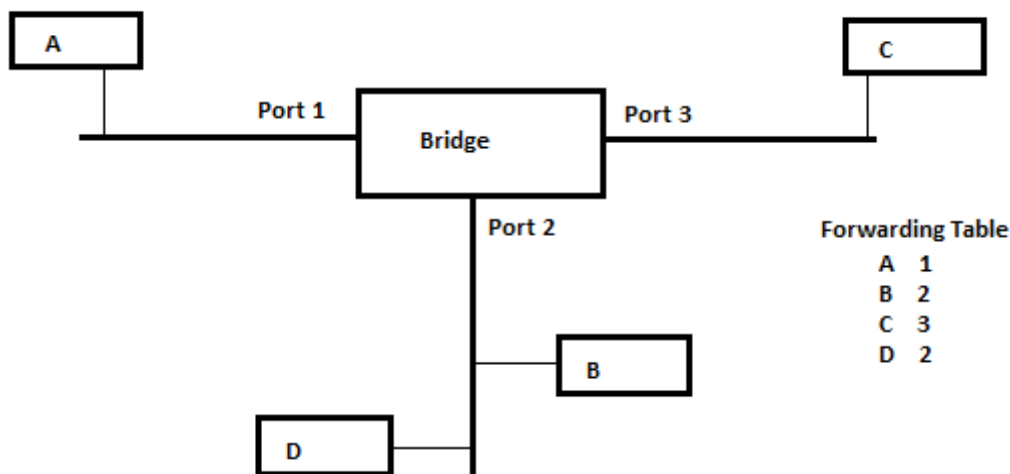 A
C
Port 1
Port 3
Bridge
Port 2
Forwarding Table
A 1
B 2
C 3
D 2
B
D